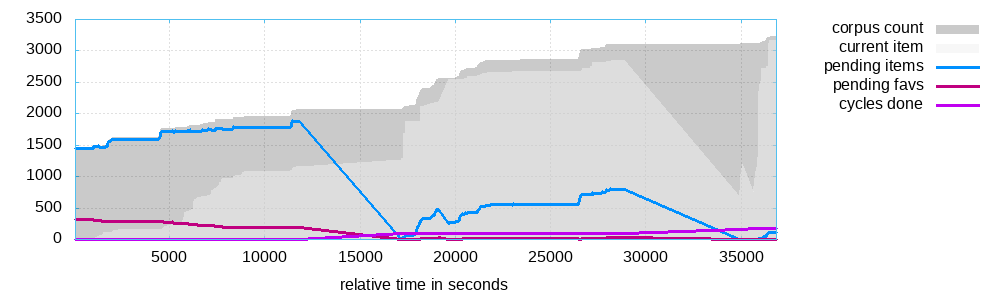 3500
3000
2500
2000
1500
1000
500
0
5000 10000 15000 20000 25000 30000 35000
relative time in seconds
corpus count
current item
pending items
pending favs
cycles done